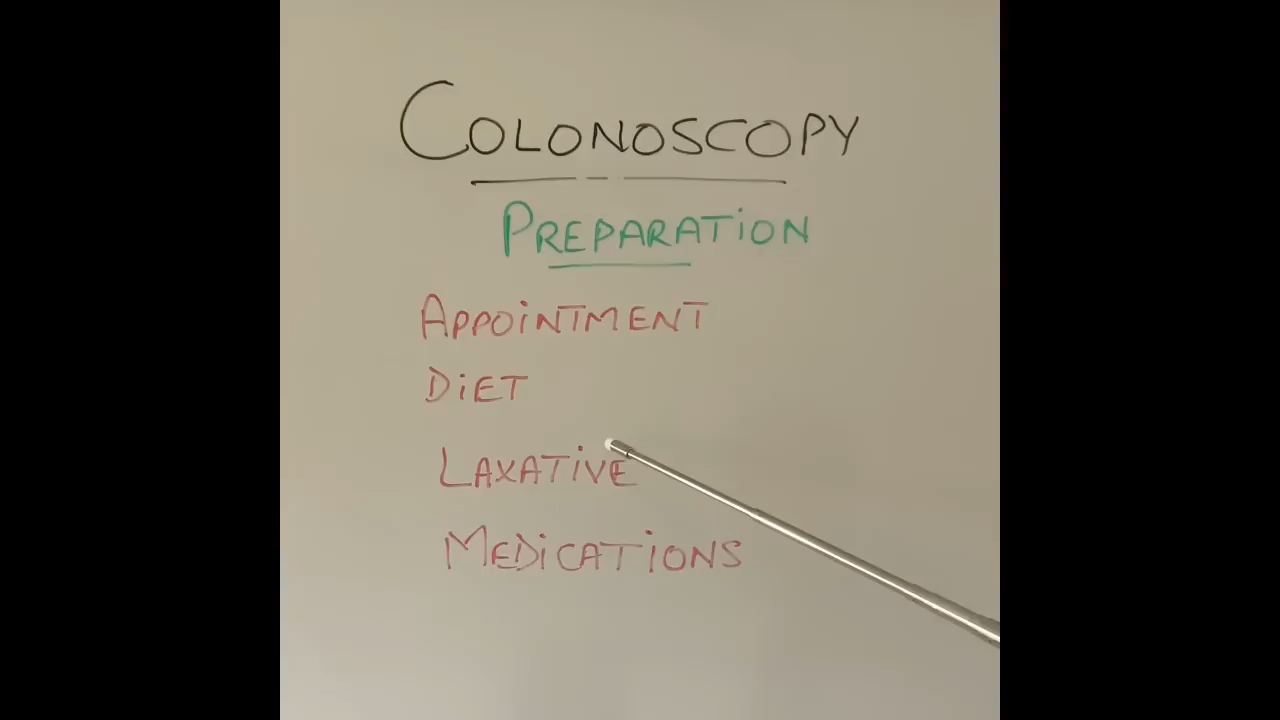 COLONOSCOPY
PREPARATION
APPOINTMENT
DiET
LAXATiVE
MEDiCATiONS